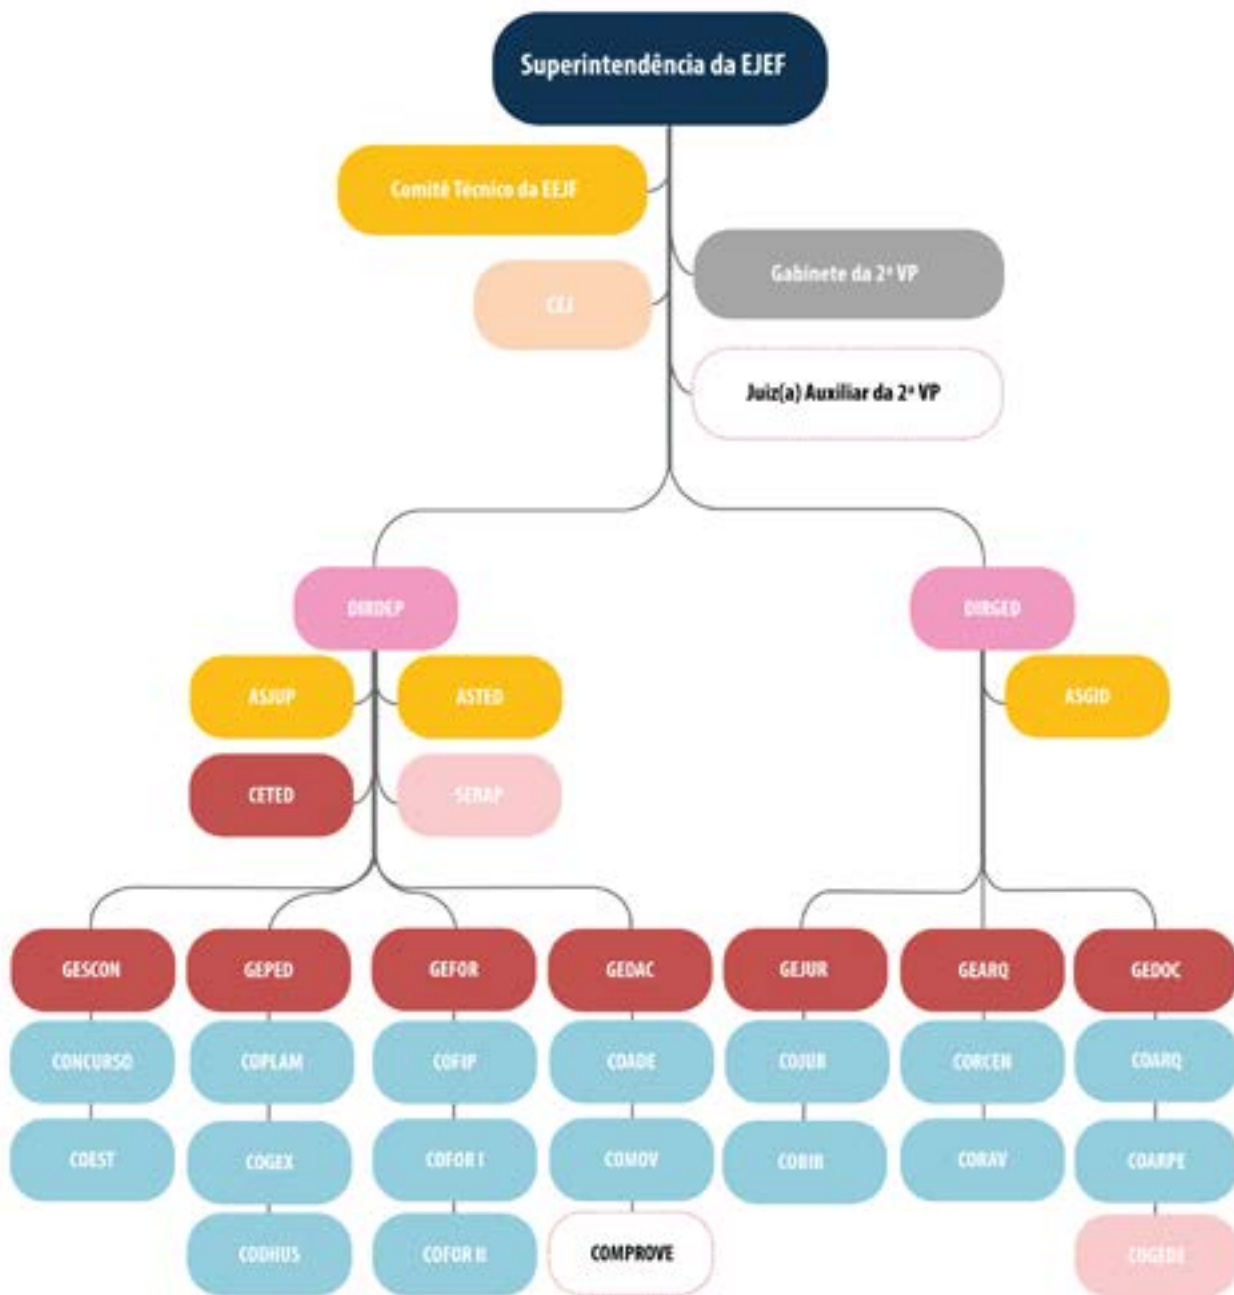 Superintendência da EJEF
Comitê Técnico da EEJF
Gabinete da 2ª VP
CEJ
Juiz(a) Auxiliar da 2ª VP
DIRDEP
DIRGED
ASJUP
ASTED
ASGID
CETED
SERAP
GESCON
GEPED
GEFOR
GEDAC
GEJUR
GEARQ
GEDOC
CONCURSO
COPLAM
COFIP
COADE
COJUR
CORCEN
COARQ
COEST
COGEX
COFOR I
COMOV
COBIB
CORAV
COARPE
CODHUS
COFOR II
COMPROVE
COGEDE